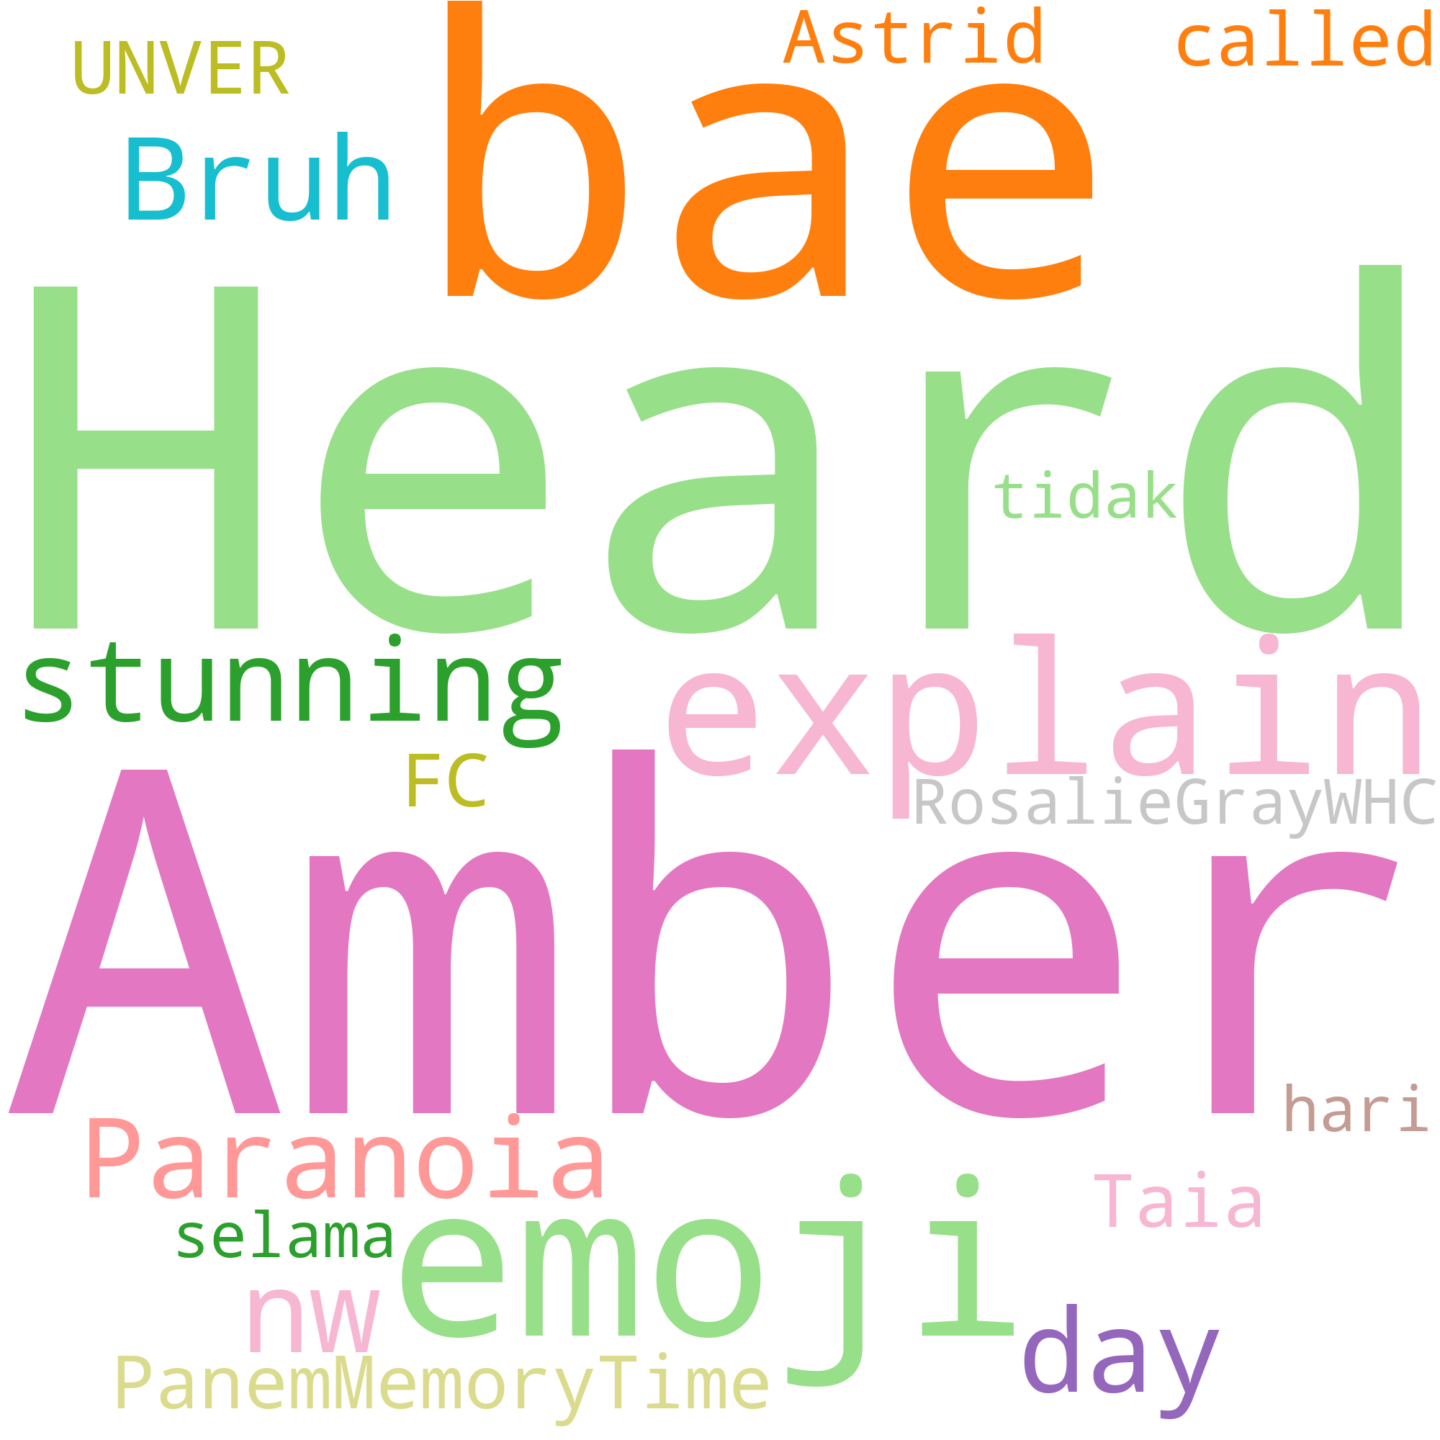 Astrid
called
UNVER
bae
Bruh
Heard
tidak
stunning
explain
FC
RosalieGrayWHC
Amber
hari
Paranoia
Taia
selama
emoji
nw
day
PanemMemoryTime